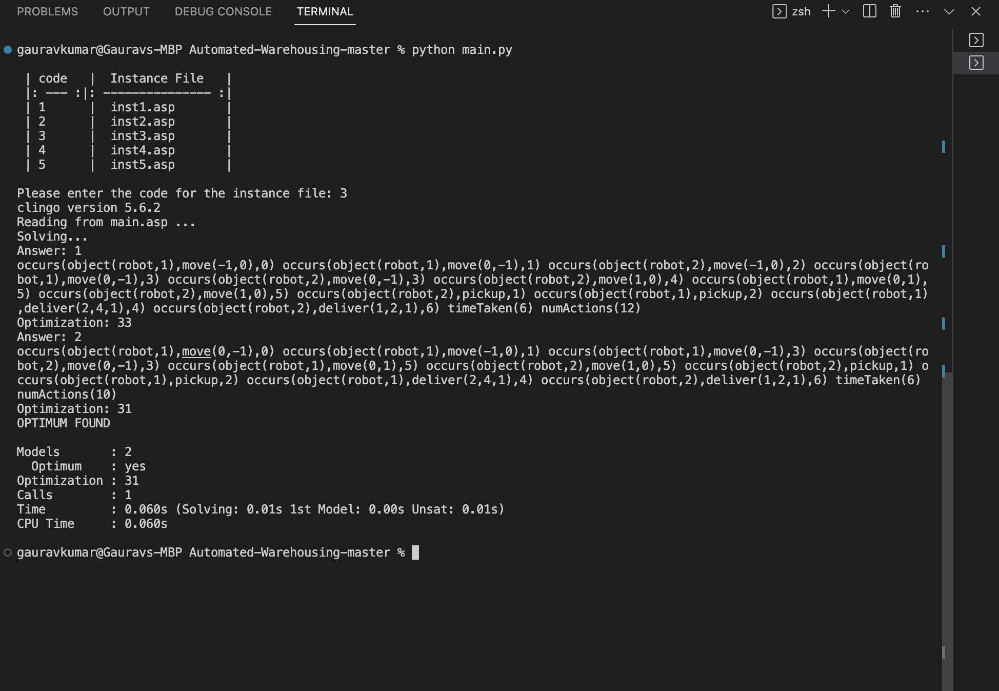 PROBLEMS OUTPUT DEBUG CONSOLE TERMINAL zsh
gauravkumar@Gauravs-MBP Automated-Warehousing-master % python main.py
| code | Instance File |
|: --- :|: --------------- :|
| 1 | inst1.asp |
| 2 | inst2.asp |
| 3 | inst3.asp |
| 4 | inst4.asp |
| 5 | inst5.asp |
Please enter the code for the instance file: 3
clingo version 5.6.2
Reading from main.asp ...
Solving...
Answer: 1
occurs(object(robot,1),move(-1,0),0) occurs(object(robot,1),move(0,-1),1) occurs(object(robot,2),move(-1,0),2) occurs(object(ro
bot,1),move(0,-1),3) occurs(object(robot,2),move(0,-1),3) occurs(object(robot,2),move(1,0),4) occurs(object(robot,1),move(0,1),
5) occurs(object(robot,2),move(1,0),5) occurs(object(robot,2),pickup,1) occurs(object(robot,1),pickup,2) occurs(object(robot,1)
,deliver(2,4,1),4) occurs(object(robot,2),deliver(1,2,1),6) timeTaken(6) numActions(12)
Optimization: 33
Answer: 2
occurs(object(robot,1),move(0,-1),0) occurs(object(robot,1),move(-1,0),1) occurs(object(robot,1),move(0,-1),3) occurs(object(ro
bot,2),move(0,-1),3) occurs(object(robot,1),move(0,1),5) occurs(object(robot,2),move(1,0),5) occurs(object(robot,2),pickup,1) o
ccurs(object(robot,1),pickup,2) occurs(object(robot,1),deliver(2,4,1),4) occurs(object(robot,2),deliver(1,2,1),6) timeTaken(6)
numActions(10)
Optimization: 31
OPTIMUM FOUND
Models : 2
Optimum : yes
Optimization : 31
Calls : 1
Time : 0.060s (Solving: 0.01s 1st Model: 0.00s Unsat: 0.01s)
CPU Time : 0.060s
gauravkumar@Gauravs-MBP Automated-Warehousing-master %